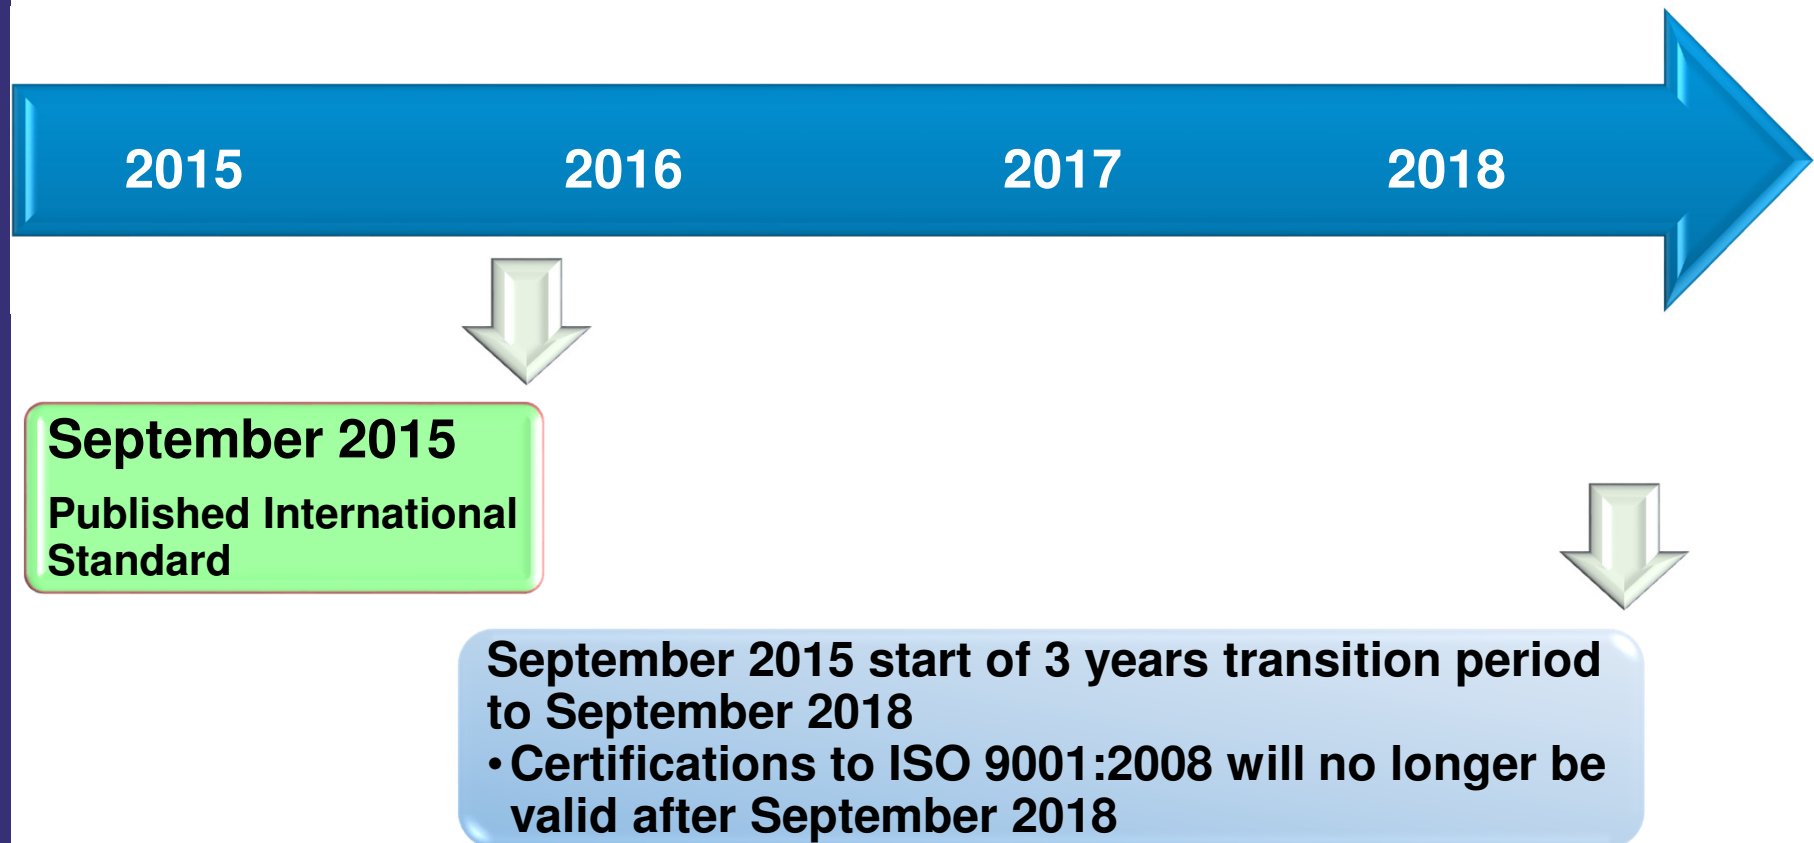 2015 2016 2017 2018
September 2015
Published International
Standard
September 2015 start of 3 years transition period
to September 2018
• Certifications to ISO 9001:2008 will no longer be
valid after September 2018